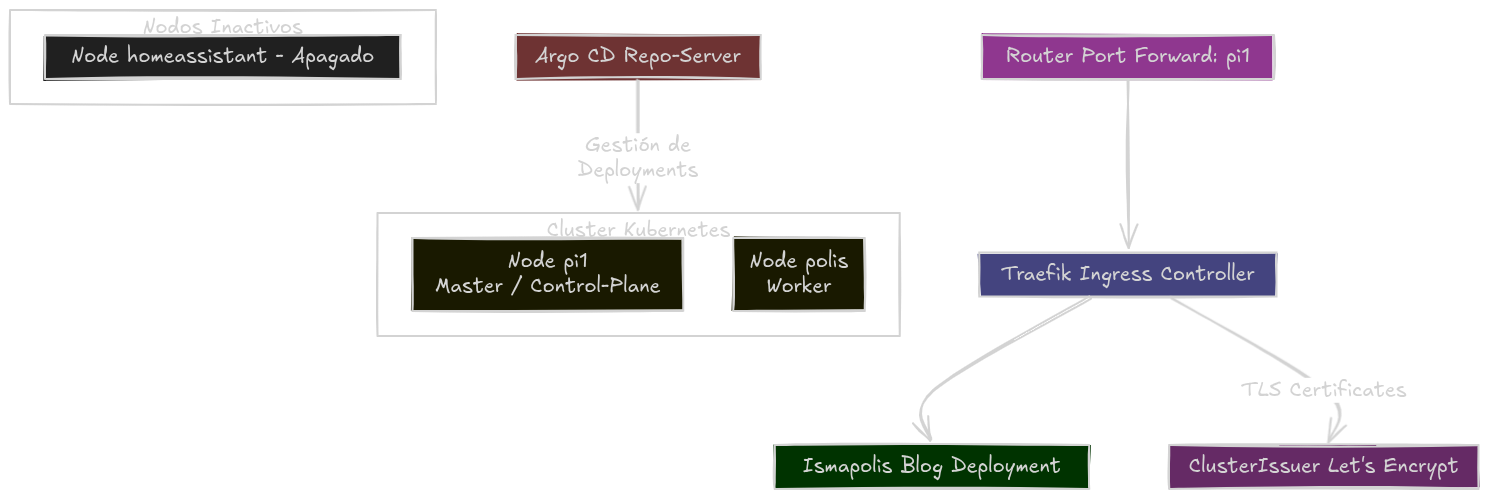 Nodos Inactivos
Node homeassistant - Apagado
Argo CD Repo-Server
Router Port Forward: pi1
Gestión de
Deployments
Cluster Kubernetes
Node pi1
Master / Control-Plane
Node polis
Worker
Traefik Ingress Controller
TLS Certificates
Ismapolis Blog Deployment
ClusterIssuer Let's Encrypt